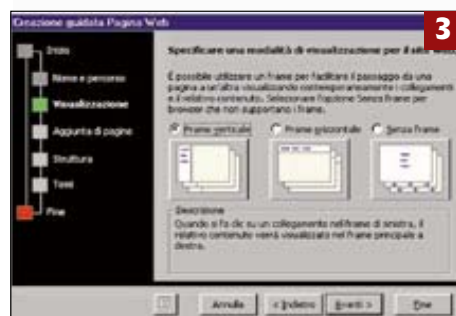 Creazione guidata Pagina Web
3
Inizio
Nome e percorso
Visualizzazione
Aggiunta di pagine
Struttura
Temi
Fine
Specificare una modalità di visualizzazione per il sito Web
È possibile utilizzare un frame per facilitare il passaggio da una
pagina a un'altra visualizzando contemporaneamente i collegamenti
e il relativo contenuto. Selezionare l'opzione Senza frame per
browser che non supportano i frame.
Frame verticale
Frame orizzontale
Senza frame
Descrizione
Quando si fa clic su un collegamento nel frame di sinistra, il
relativo contenuto verrà visualizzato nel frame principale a
destra.
Annulla
< Indietro
Avanti >
Fine